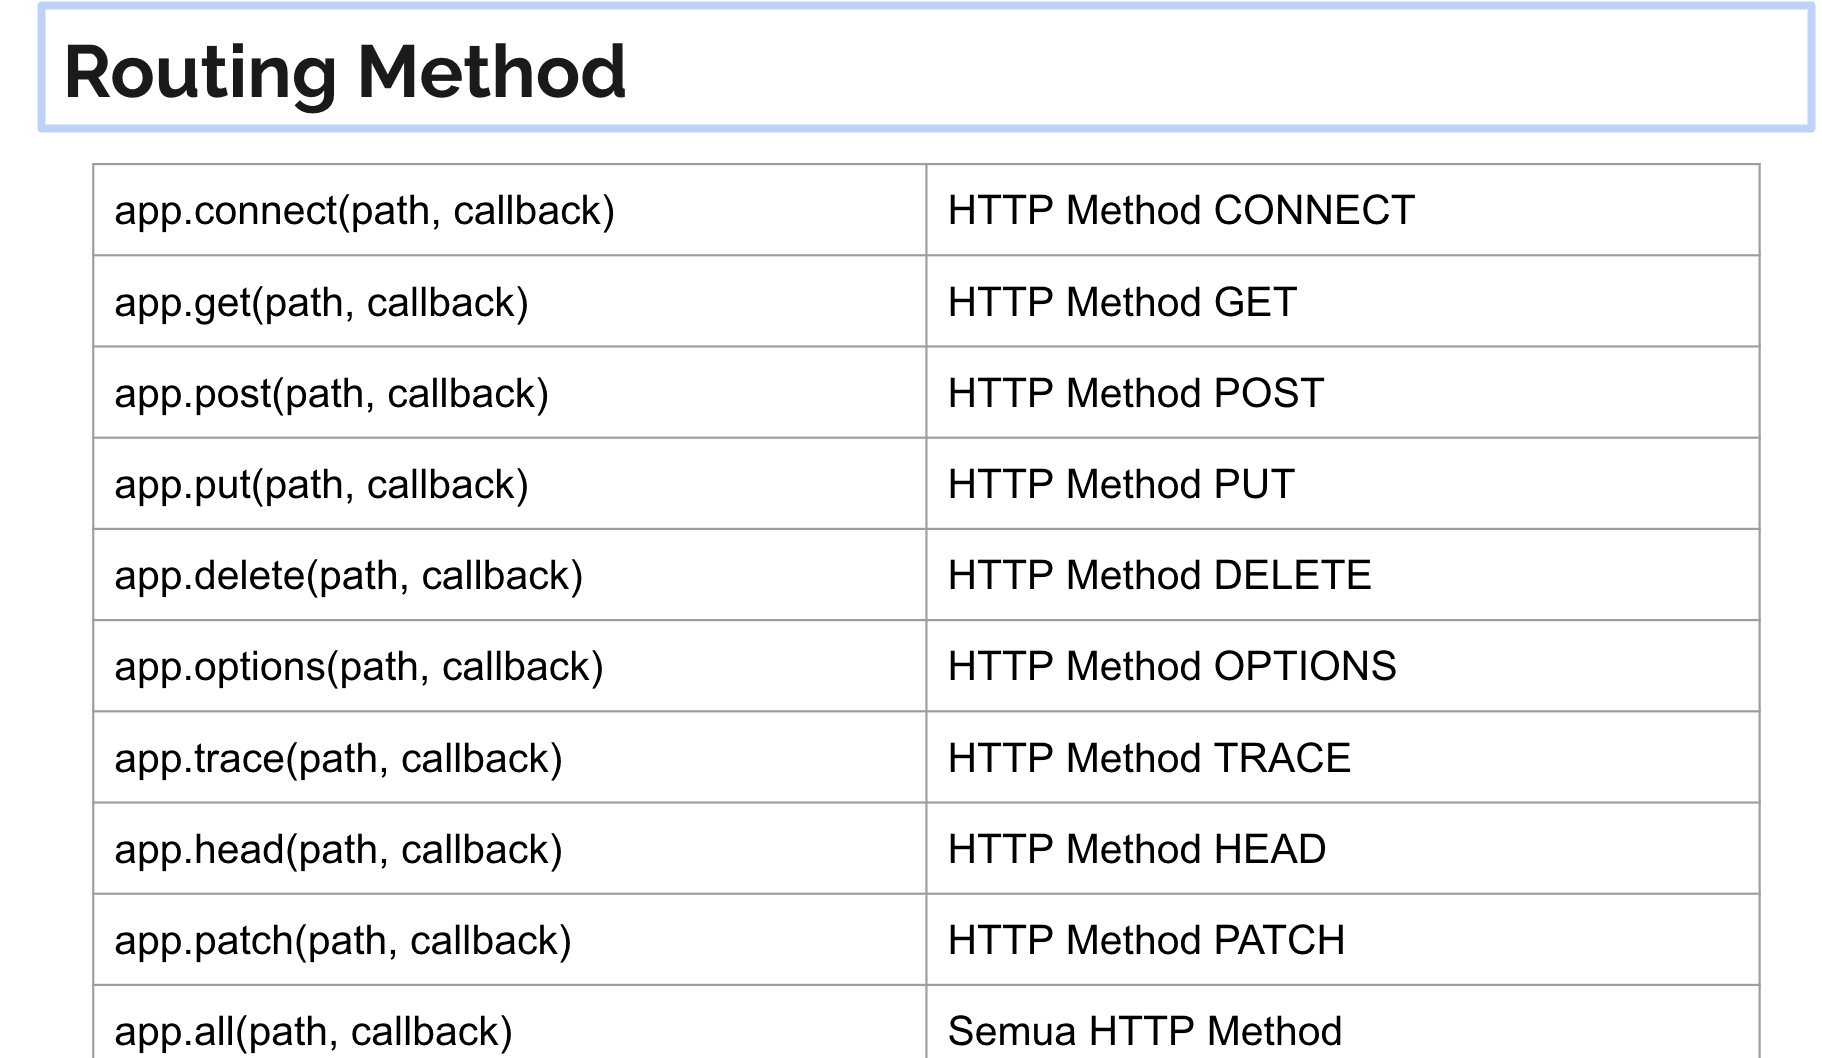 Routing Method
app.connect(path, callback) HTTP Method CONNECT
app.get(path, callback) HTTP Method GET
app.post(path, callback) HTTP Method POST
app.put(path, callback) HTTP Method PUT
app.delete(path, callback) HTTP Method DELETE
app.options(path, callback) HTTP Method OPTIONS
app.trace(path, callback) HTTP Method TRACE
app.head(path, callback) HTTP Method HEAD
app.patch(path, callback) HTTP Method PATCH
app.all(path, callback) Semua HTTP Method